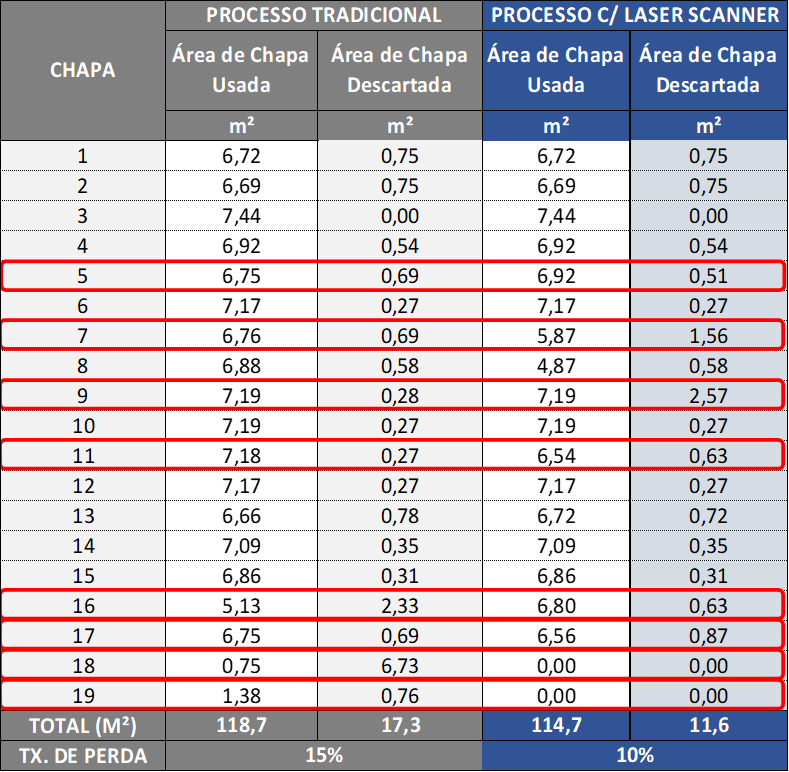 PROCESSO TRADICIONAL PROCESSO C/ LASER SCANNER
CHAPA
Área de Chapa Usada Área de Chapa Descartada Área de Chapa Usada Área de Chapa Descartada
m² m² m² m²
1 6,72 0,75 6,72 0,75
2 6,69 0,75 6,69 0,75
3 7,44 0,00 7,44 0,00
4 6,92 0,54 6,92 0,54
5 6,75 0,69 6,92 0,51
6 7,17 0,27 7,17 0,27
7 6,76 0,69 5,87 1,56
8 6,88 0,58 4,87 0,58
9 7,19 0,28 7,19 2,57
10 7,19 0,27 7,19 0,27
11 7,18 0,27 6,54 0,63
12 7,17 0,27 7,17 0,27
13 6,66 0,78 6,72 0,72
14 7,09 0,35 7,09 0,35
15 6,86 0,31 6,86 0,31
16 5,13 2,33 6,80 0,63
17 6,75 0,69 6,56 0,87
18 0,75 6,73 0,00 0,00
19 1,38 0,76 0,00 0,00
TOTAL (M²) 118,7 17,3 114,7 11,6
TX. DE PERDA 15% 10%